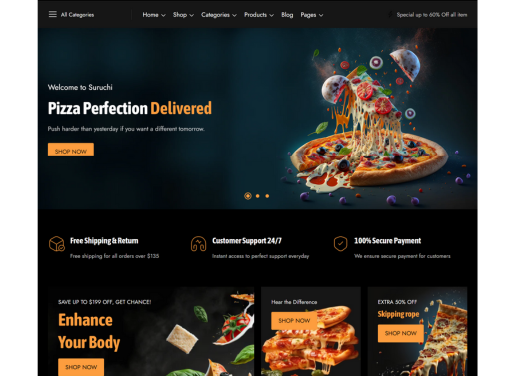 All Categories
Home
Shop
Categories
Products
Blog
Pages
Special up to 60% Off all item
Welcome to Suruchi
Pizza Perfection Delivered
Push harder than yesterday if you want a different tomorrow.
SHOP NOW
Free Shipping & Return
Free shipping for all orders over $135
Customer Support 24/7
Instant access to perfect support everyday
100% Secure Payment
We ensure secure payment for customers
SAVE UP TO $199 OFF, GET CHANCE!
Enhance
Your Body
SHOP NOW
Hear the Difference
SHOP NOW
EXTRA 50% OFF
Skipping rope
SHOP NOW